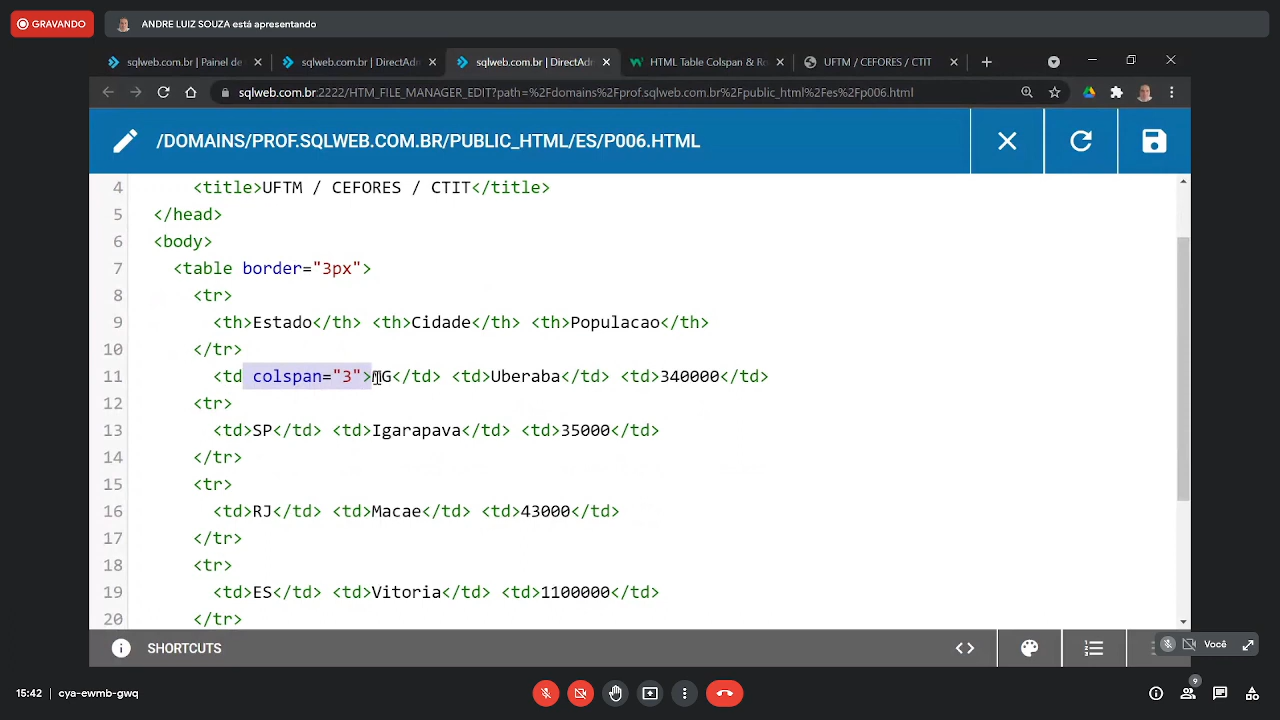 GRAVANDO
ANDRE LUIZ SOUZA está apresentando
sqlweb.com.br | Painel de
sqlweb.com.br | DirectAdm
sqlweb.com.br | DirectAdm
HTML Table Colspan & Ro
UFTM / CEFORES / CTIT
sqlweb.com.br:2222/HTM_FILE_MANAGER_EDIT?path=%2Fdomains%2Fprof.sqlweb.com.br%2Fpublic_html%2Fes%2Fp006.html
/DOMAINS/PROF.SQLWEB.COM.BR/PUBLIC_HTML/ES/P006.HTML
4 <title>UFTM / CEFORES / CTIT</title>
5 </head>
6 <body>
7 <table border="3px">
8 <tr>
9 <th>Estado</th> <th>Cidade</th> <th>Populacao</th>
10 </tr>
11 <td colspan="3">MG</td> <td>Uberaba</td> <td>340000</td>
12 <tr>
13 <td>SP</td> <td>Igarapava</td> <td>35000</td>
14 </tr>
15 <tr>
16 <td>RJ</td> <td>Macae</td> <td>43000</td>
17 </tr>
18 <tr>
19 <td>ES</td> <td>Vitoria</td> <td>1100000</td>
20 </tr>
SHORTCUTS
Você
15:42 | cya-ewmb-gwq
9